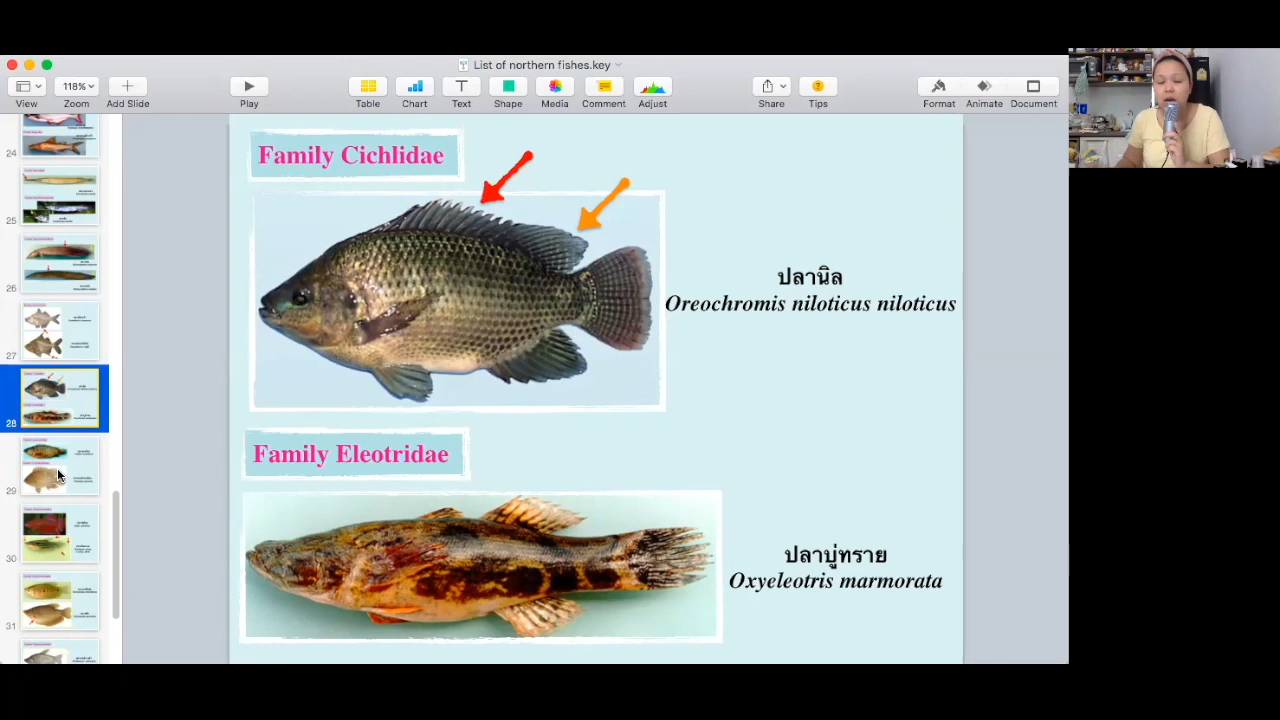 List of northern fishes.key
118%
View
Zoom
Add Slide
Play
Table
Chart
Text
Shape
Media
Comment
Adjust
Share
Tips
Format
Animate
Document
24
25
26
27
28
29
30
31
Family Cichlidae
ปลานิล
Oreochromis niloticus niloticus
Family Eleotridae
ปลาบู่ทราย
Oxyeleotris marmorata